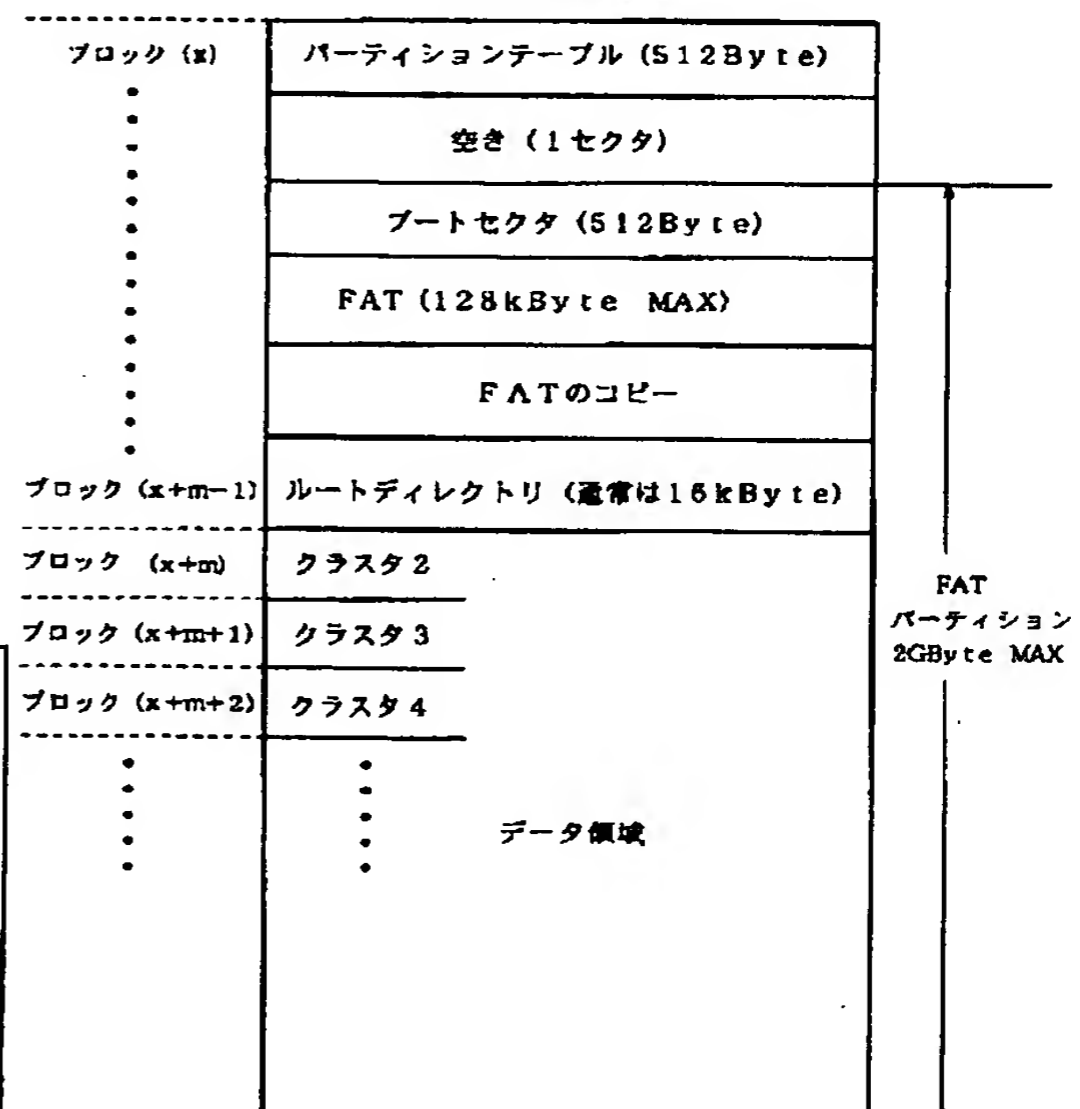 ブロック (x) パーティションテーブル (512Byte)
空き (1セクタ)
ブートセクタ (512Byte)
FAT (128kByte MAX)
FATのコピー
ブロック (x+m-1) ルートディレクトリ (通常は16kByte)
ブロック (x+m) クラスタ2
ブロック (x+m+1) クラスタ3
ブロック (x+m+2) クラスタ4
FAT
パーティション
2GByte MAX
データ領域